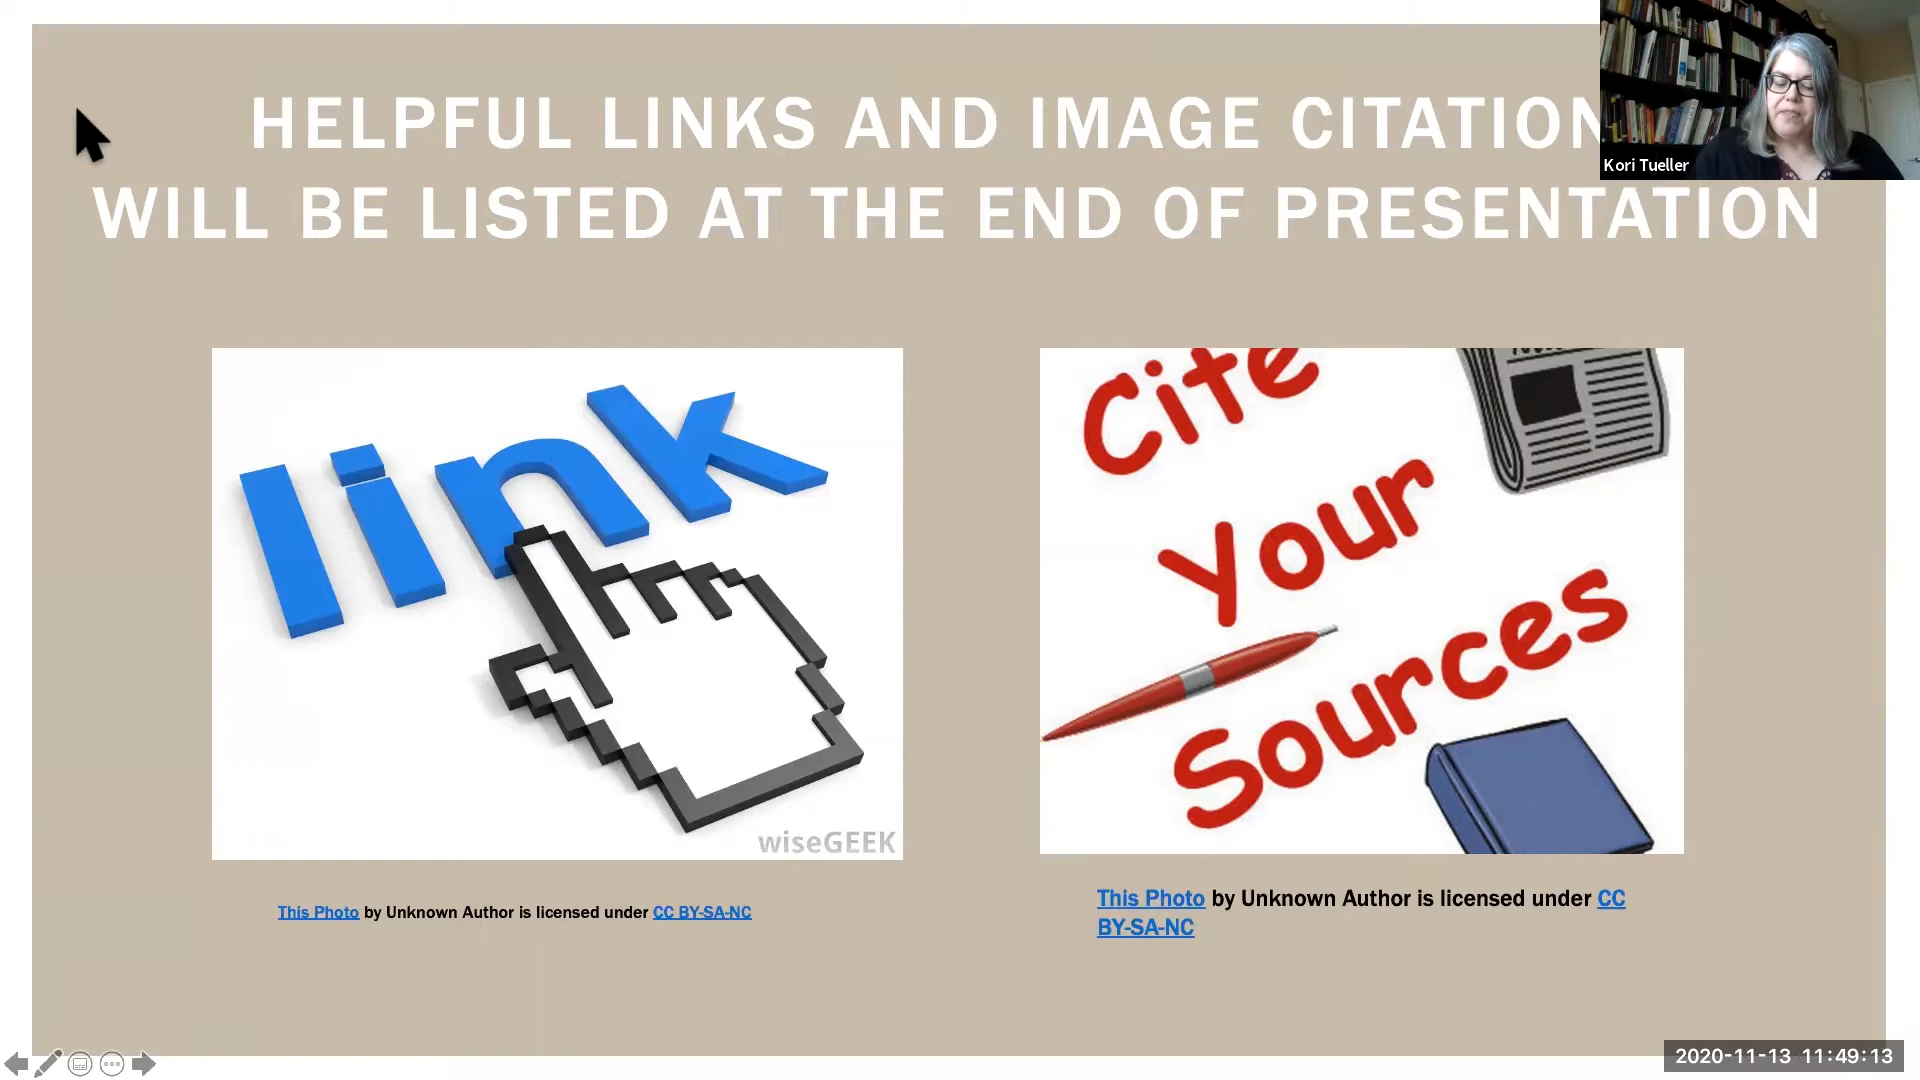 HELPFUL LINKS AND IMAGE CITATION
WILL BE LISTED AT THE END OF PRESENTATION
Kori Tueller
link
wiseGEEK
Cite
Your
Sources
This Photo by Unknown Author is licensed under CC BY-SA-NC
This Photo by Unknown Author is licensed under CC
BY-SA-NC
2020-11-13 11:49:13